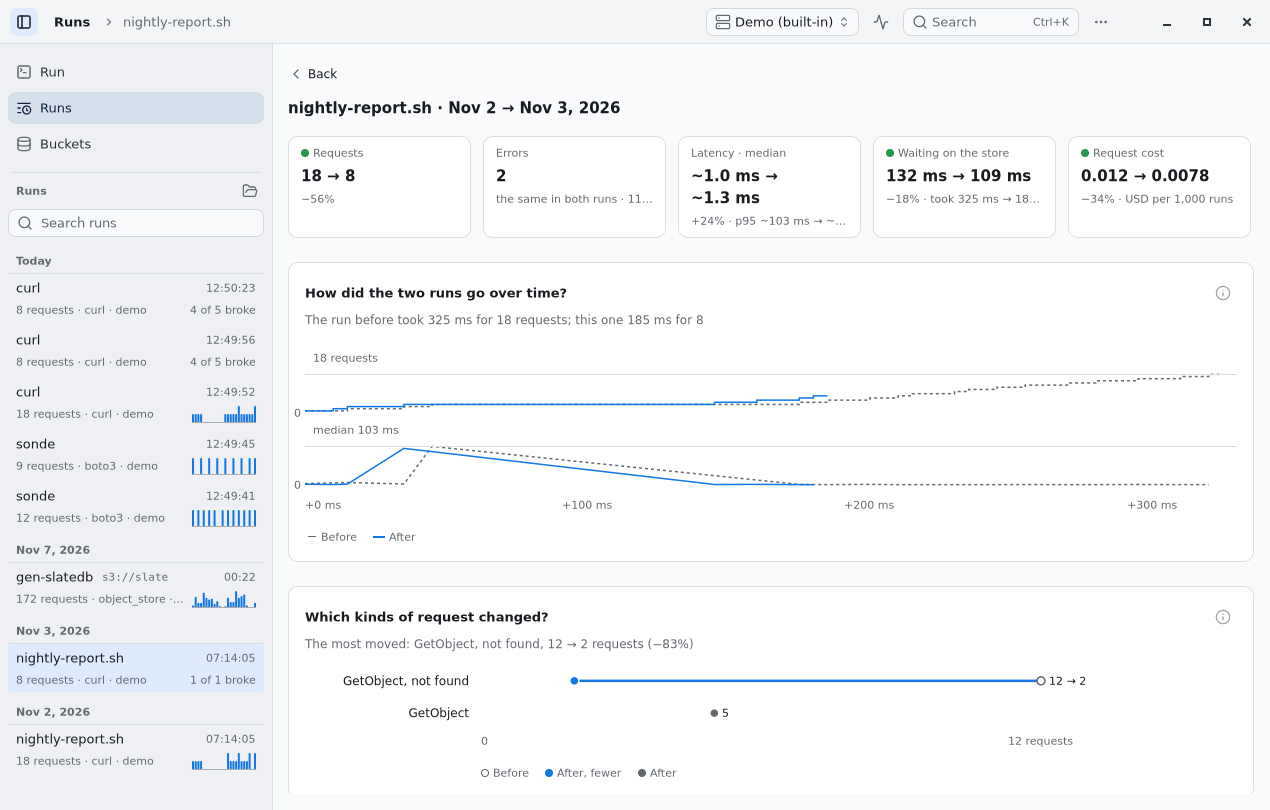 Runs
nightly-report.sh
Demo (built-in)
Search
Ctrl+K
Run
Runs
Buckets
Runs
Search runs
Today
curl
12:50:23
8 requests · curl · demo
4 of 5 broke
curl
12:49:56
8 requests · curl · demo
4 of 5 broke
curl
12:49:52
18 requests · curl · demo
sonde
12:49:45
9 requests · boto3 · demo
sonde
12:49:41
12 requests · boto3 · demo
Nov 7, 2026
gen-slatedb s3://slate
00:22
172 requests · object_store ·…
Nov 3, 2026
nightly-report.sh
07:14:05
8 requests · curl · demo
1 of 1 broke
Nov 2, 2026
nightly-report.sh
07:14:05
18 requests · curl · demo
Back
nightly-report.sh · Nov 2 → Nov 3, 2026
Requests
18 → 8
−56%
Errors
2
the same in both runs · 11…
Latency · median
~1.0 ms →
~1.3 ms
+24% · p95 ~103 ms → ~…
Waiting on the store
132 ms → 109 ms
−18% · took 325 ms → 18…
Request cost
0.012 → 0.0078
−34% · USD per 1,000 runs
How did the two runs go over time?
The run before took 325 ms for 18 requests; this one 185 ms for 8
18 requests
0
median 103 ms
0
+0 ms
+100 ms
+200 ms
+300 ms
Before
After
Which kinds of request changed?
The most moved: GetObject, not found, 12 → 2 requests (−83%)
GetObject, not found
12 → 2
GetObject
5
0
12 requests
Before
After, fewer
After